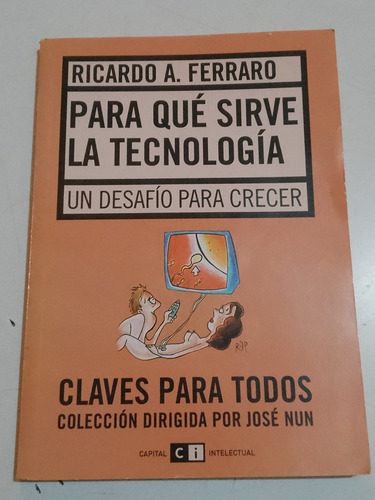 RICARDO A. FERRARO
PARA QUÉ SIRVE
LA TECNOLOGÍA
UN DESAFÍO PARA CRECER
REP
CLAVES PARA TODOS
COLECCIÓN DIRIGIDA POR JOSÉ NUN
CAPITAL Ci INTELECTUAL